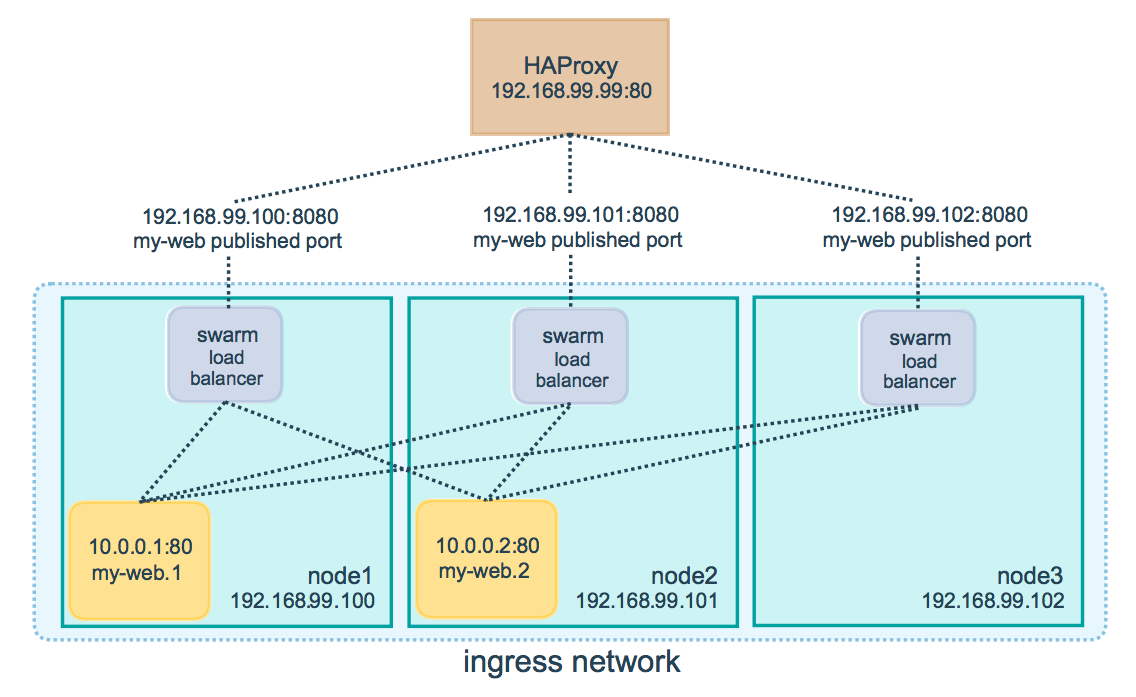 HAProxy
192.168.99.99:80
192.168.99.100:8080
my-web published port
192.168.99.101:8080
my-web published port
192.168.99.102:8080
my-web published port
swarm
load
balancer
swarm
load
balancer
swarm
load
balancer
10.0.0.1:80
my-web.1
node1
192.168.99.100
10.0.0.2:80
my-web.2
node2
192.168.99.101
node3
192.168.99.102
ingress network